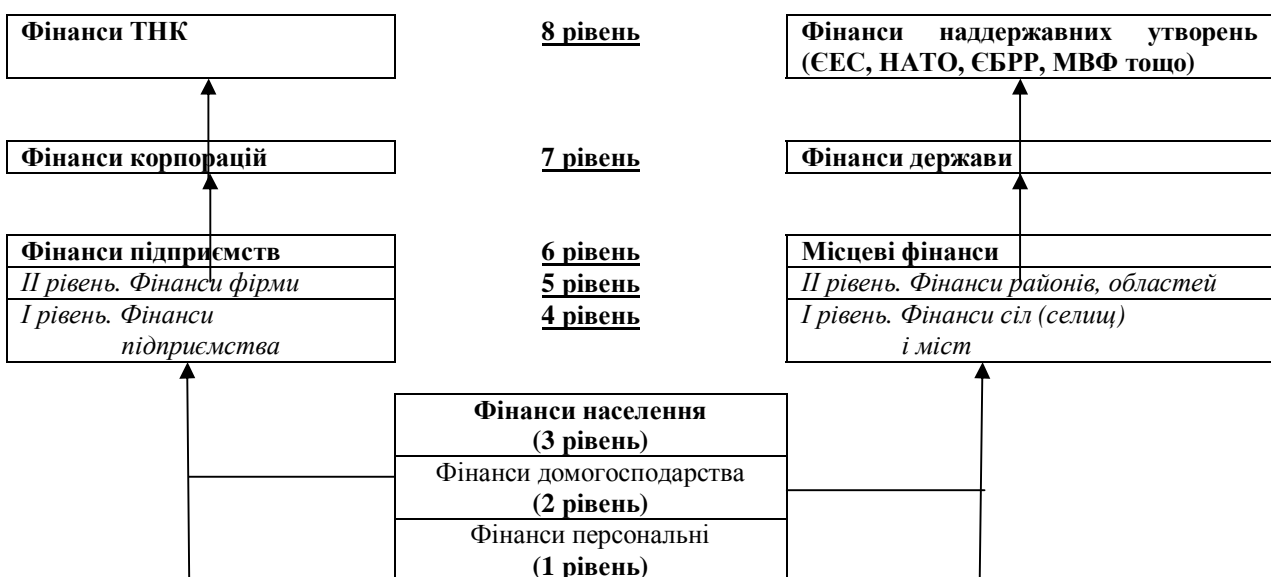 Фінанси ТНК
8 рівень
Фінанси наддержавних утворень
(ЄЕС, НАТО, ЄБРР, МВФ тощо)
Фінанси корпорацій
7 рівень
Фінанси держави
Фінанси підприємств
6 рівень
Місцеві фінанси
ІІ рівень. Фінанси фірми
5 рівень
ІІ рівень. Фінанси районів, областей
І рівень. Фінанси
підприємства
4 рівень
І рівень. Фінанси сіл (селищ)
і міст
Фінанси населення
(3 рівень)
Фінанси домогосподарства
(2 рівень)
Фінанси персональні
(1 рівень)